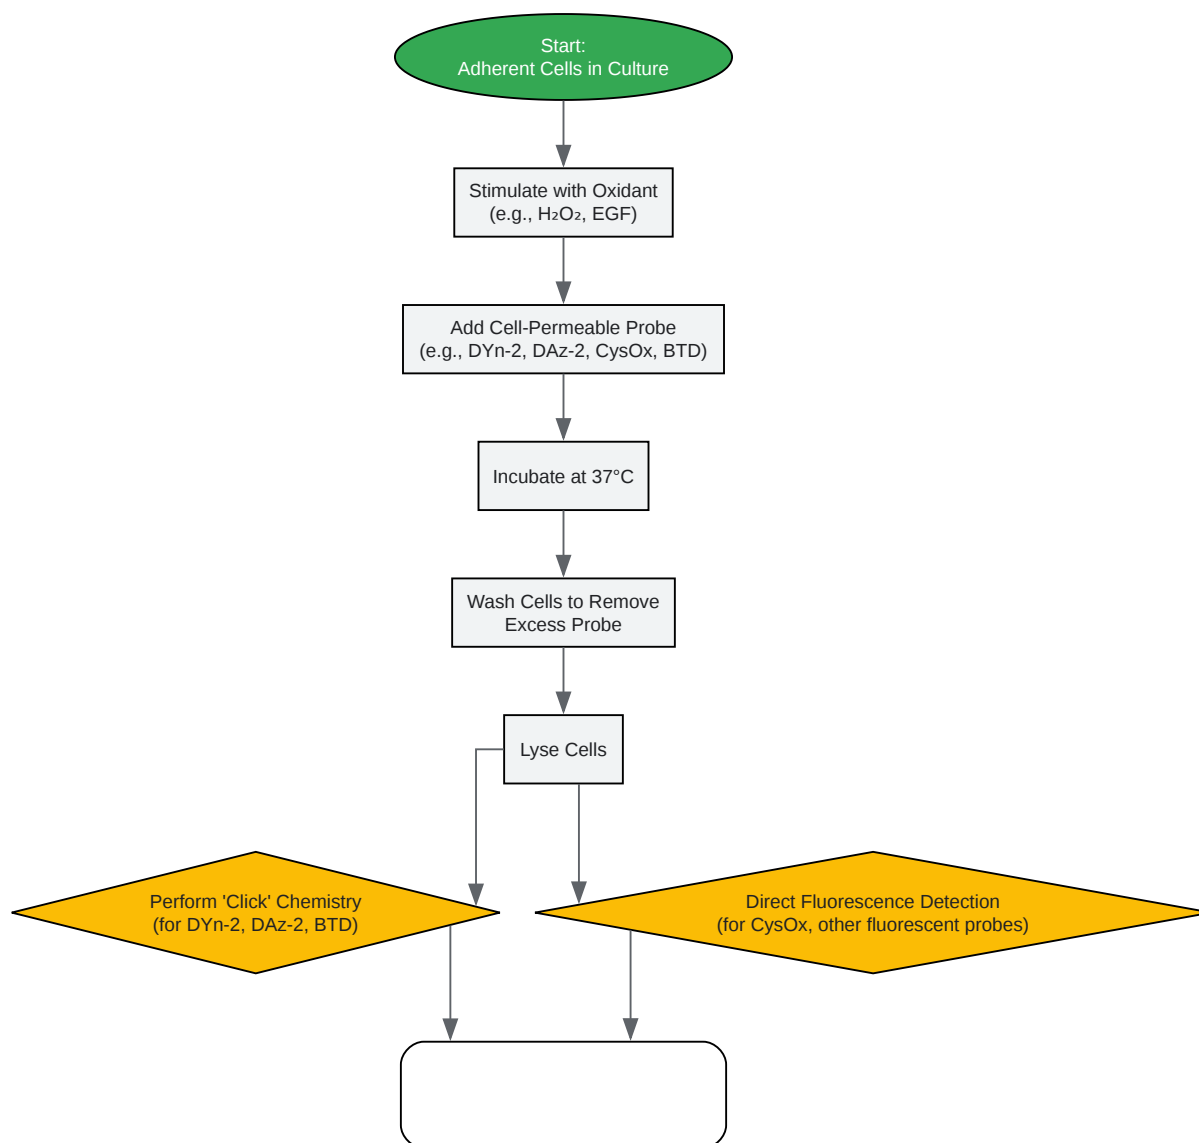 Start:
Adherent Cells in Culture
Stimulate with Oxidant
(e.g., H₂O₂, EGF)
Add Cell-Permeable Probe
(e.g., DYn-2, DAz-2, CysOx, BTD)
Incubate at 37°C
Wash Cells to Remove
Excess Probe
Lyse Cells
Perform 'Click' Chemistry
(for DYn-2, DAz-2, BTD)
Direct Fluorescence Detection
(for CysOx, other fluorescent probes)